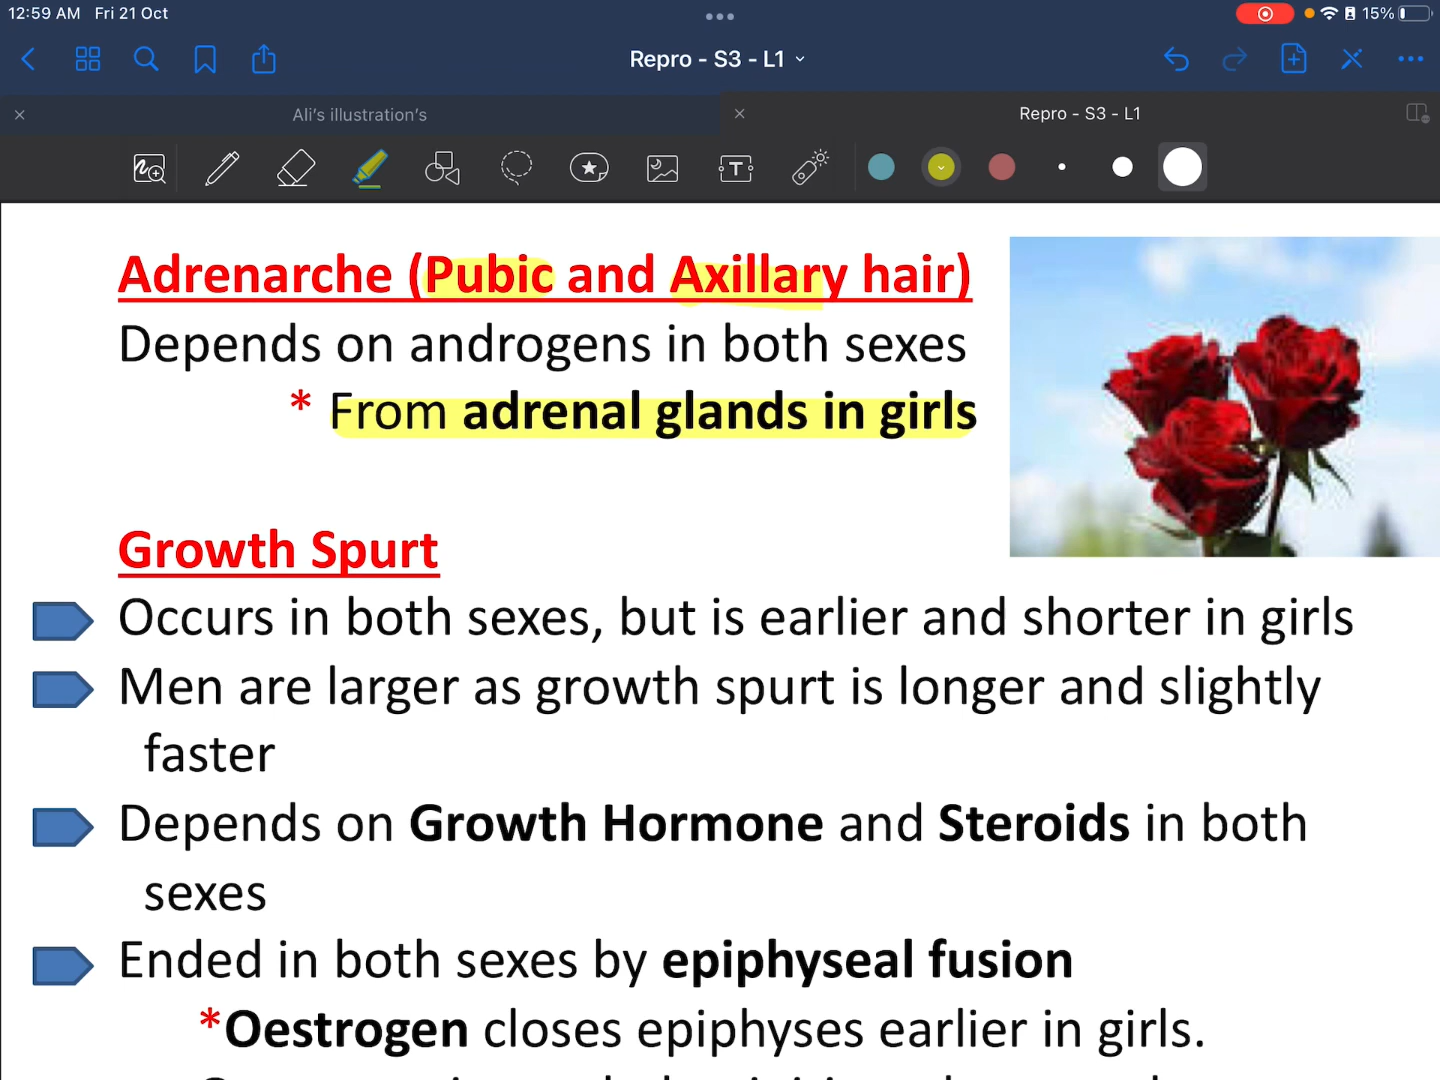 12:59 AM Fri 21 Oct
15%
Repro - S3 - L1
Ali's illustration's
Repro - S3 - L1
Adrenarche (Pubic and Axillary hair)
Depends on androgens in both sexes
* From adrenal glands in girls
Growth Spurt
Occurs in both sexes, but is earlier and shorter in girls
Men are larger as growth spurt is longer and slightly
faster
Depends on Growth Hormone and Steroids in both
sexes
Ended in both sexes by epiphyseal fusion
*Oestrogen closes epiphyses earlier in girls.